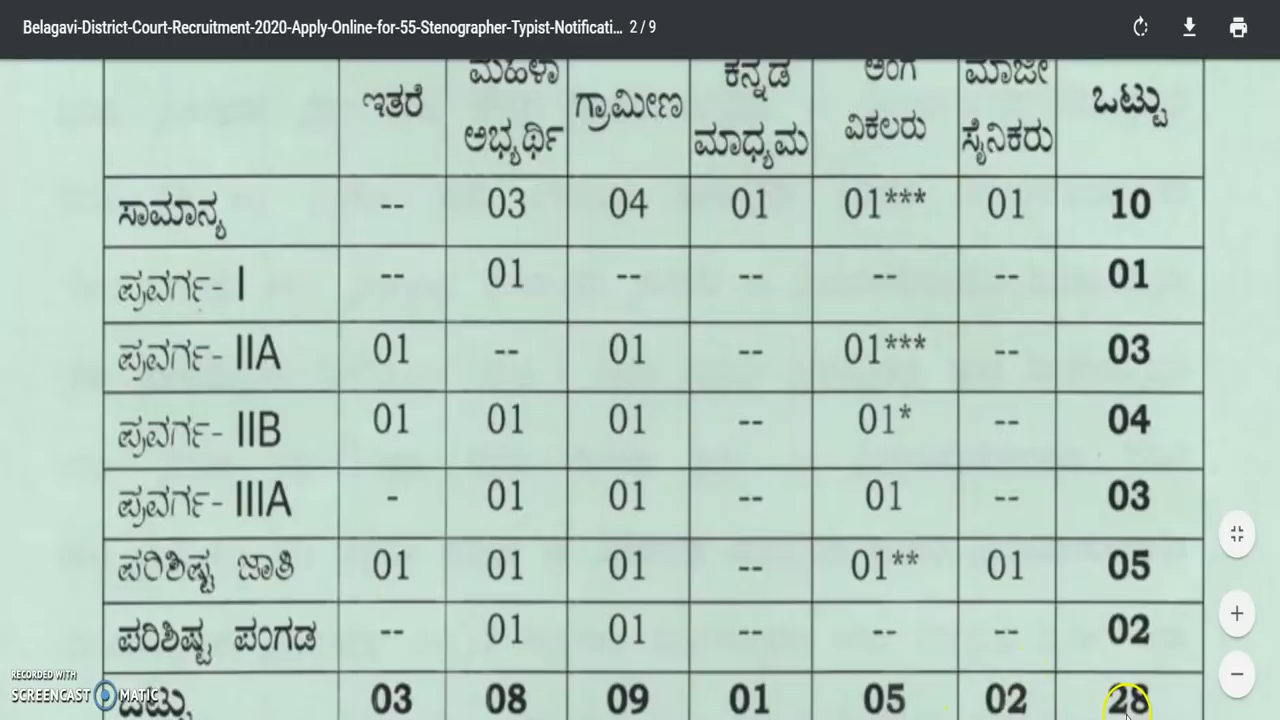 Belagavi-District-Court-Recruitment-2020-Apply-Online-for-55-Stenographer-Typist-Notificati... 2 / 9
ಇತರೆ ಮಹಿಳಾ ಅಭ್ಯರ್ಥಿ ಗ್ರಾಮೀಣ ಕನ್ನಡ ಮಾಧ್ಯಮ ಅಂಗ ವಿಕಲರು ಮಾಜೀ ಸೈನಿಕರು ಒಟ್ಟು
ಸಾಮಾನ್ಯ -- 03 04 01 01*** 01 10
ಪ್ರವರ್ಗ- I -- 01 -- -- -- -- 01
ಪ್ರವರ್ಗ- IIA 01 -- 01 -- 01*** -- 03
ಪ್ರವರ್ಗ- IIB 01 01 01 -- 01* -- 04
ಪ್ರವರ್ಗ- IIIA - 01 01 -- 01 -- 03
ಪರಿಶಿಷ್ಟ ಜಾತಿ 01 01 01 -- 01** 01 05
ಪರಿಶಿಷ್ಟ ಪಂಗಡ -- 01 01 -- -- -- 02
ಒಟ್ಟು 03 08 09 01 05 02 28
RECORDED WITH
SCREENCAST MATIC